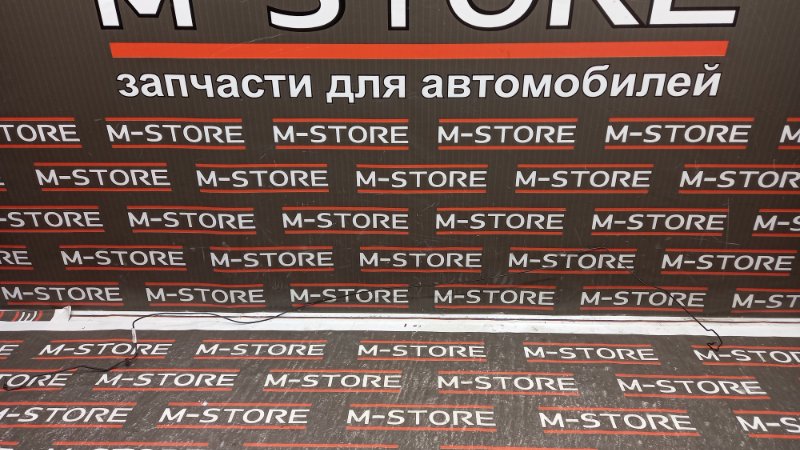 M-STORE
запчасти для автомобилей
M-STORE M-STORE M-STORE M-STORE M-STORE
M-STORE M-STORE M-STORE M-STORE M-STORE
M-STORE M-STORE M-STORE M-STORE M-STORE M-S
M-STORE M-STORE M-STORE M-STORE M-STORE
M-STORE M-STORE M-STORE M-STORE M-STORE M-ST
M-STORE M-STORE M-STORE M-STORE M-STORE
STORE M-STORE M-STORE M-STORE M-STORE
M-STORE M-STORE M-STORE M-STORE M-STO